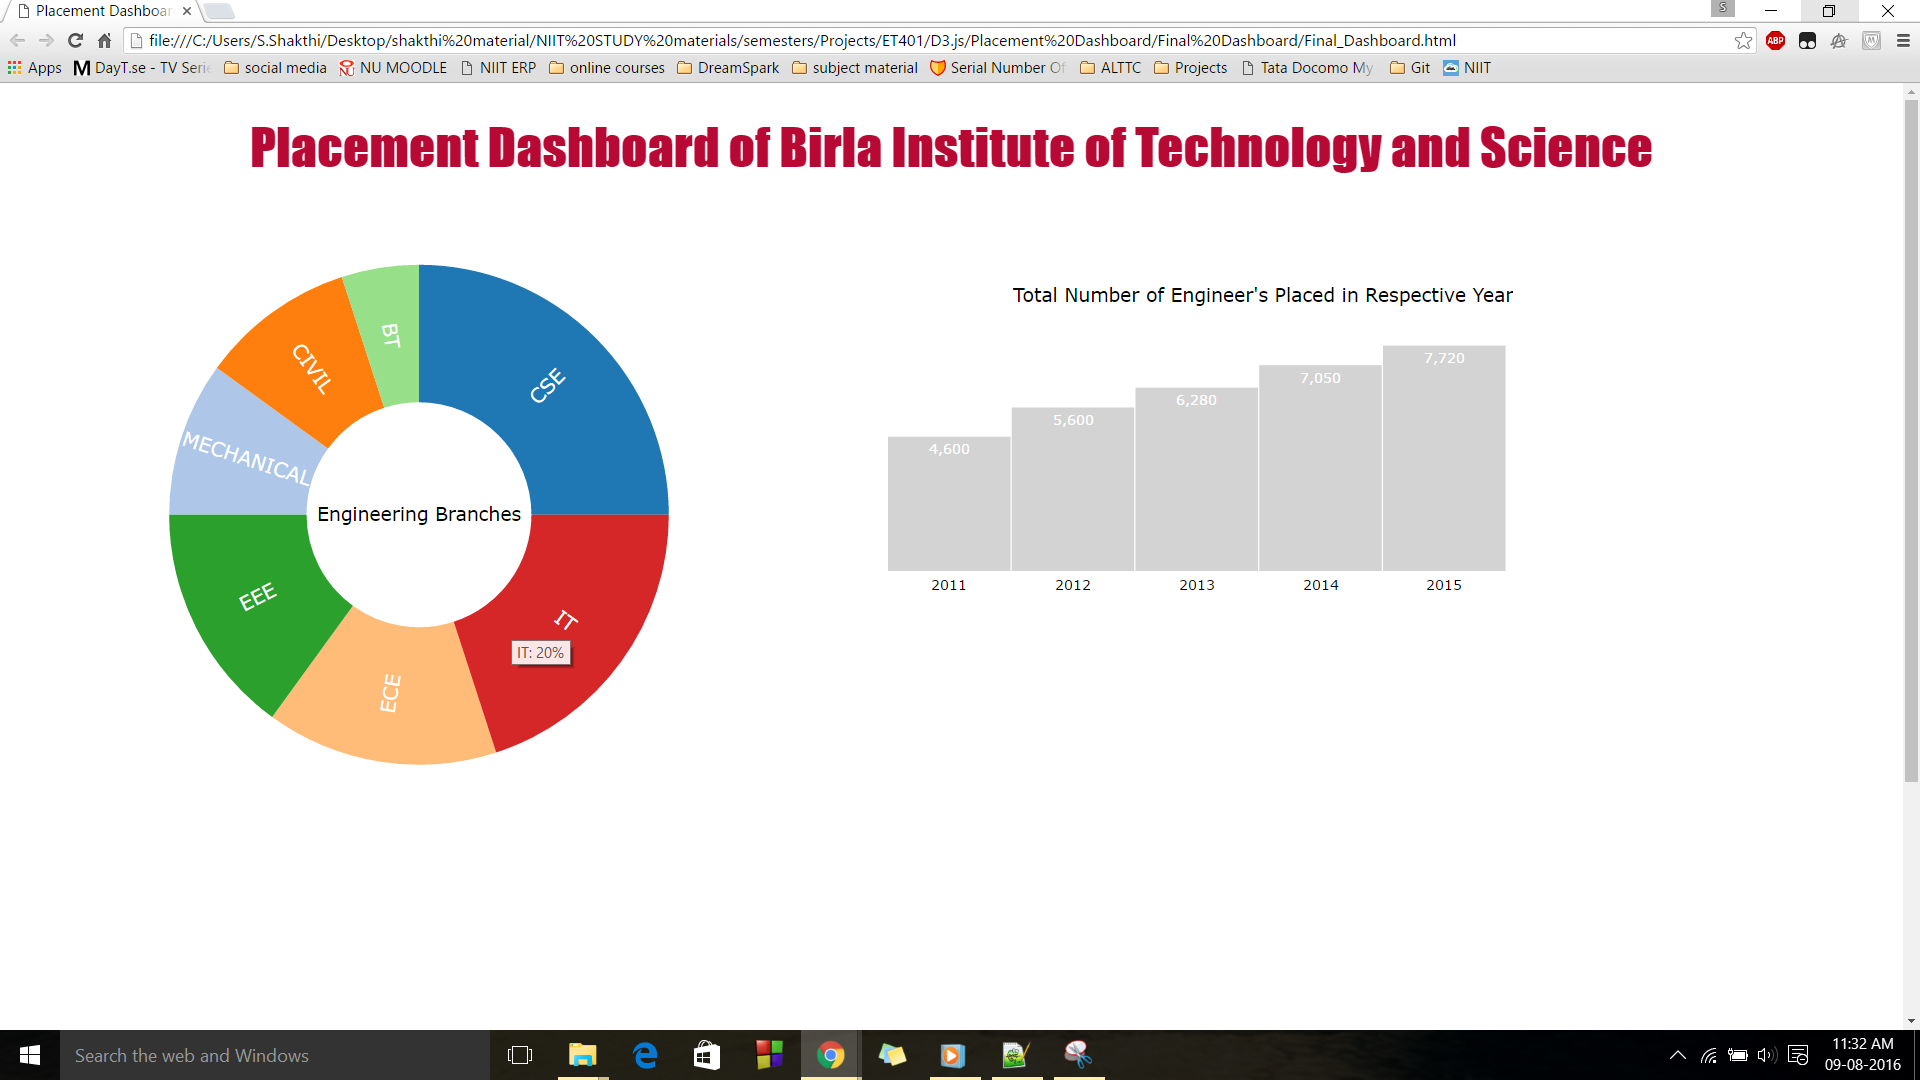 Placement Dashboar
S
file:///C:/Users/S.Shakthi/Desktop/shakthi%20material/NIIT%20STUDY%20materials/semesters/Projects/ET401/D3.js/Placement%20Dashboard/Final%20Dashboard/Final_Dashboard.html
ABP
Apps M DayT.se - TV Serie social media NU MOODLE NIIT ERP online courses DreamSpark subject material Serial Number Of ALTTC Projects Tata Docomo My Git NIIT
Placement Dashboard of Birla Institute of Technology and Science
BT
CSE
CIVIL
MECHANICAL
Engineering Branches
EEE
IT
IT: 20%
ECE
Total Number of Engineer's Placed in Respective Year
4,600 5,600 6,280 7,050 7,720
2011 2012 2013 2014 2015
Search the web and Windows
11:32 AM
09-08-2016